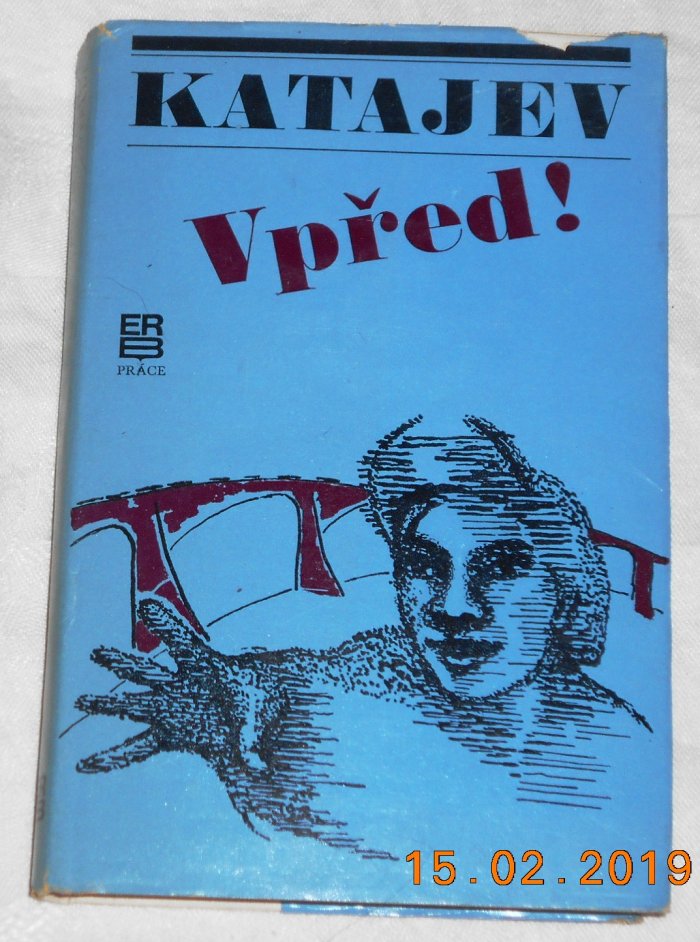 KATAJEV
Vpřed!
ER
B
PRÁCE
15.02.2019